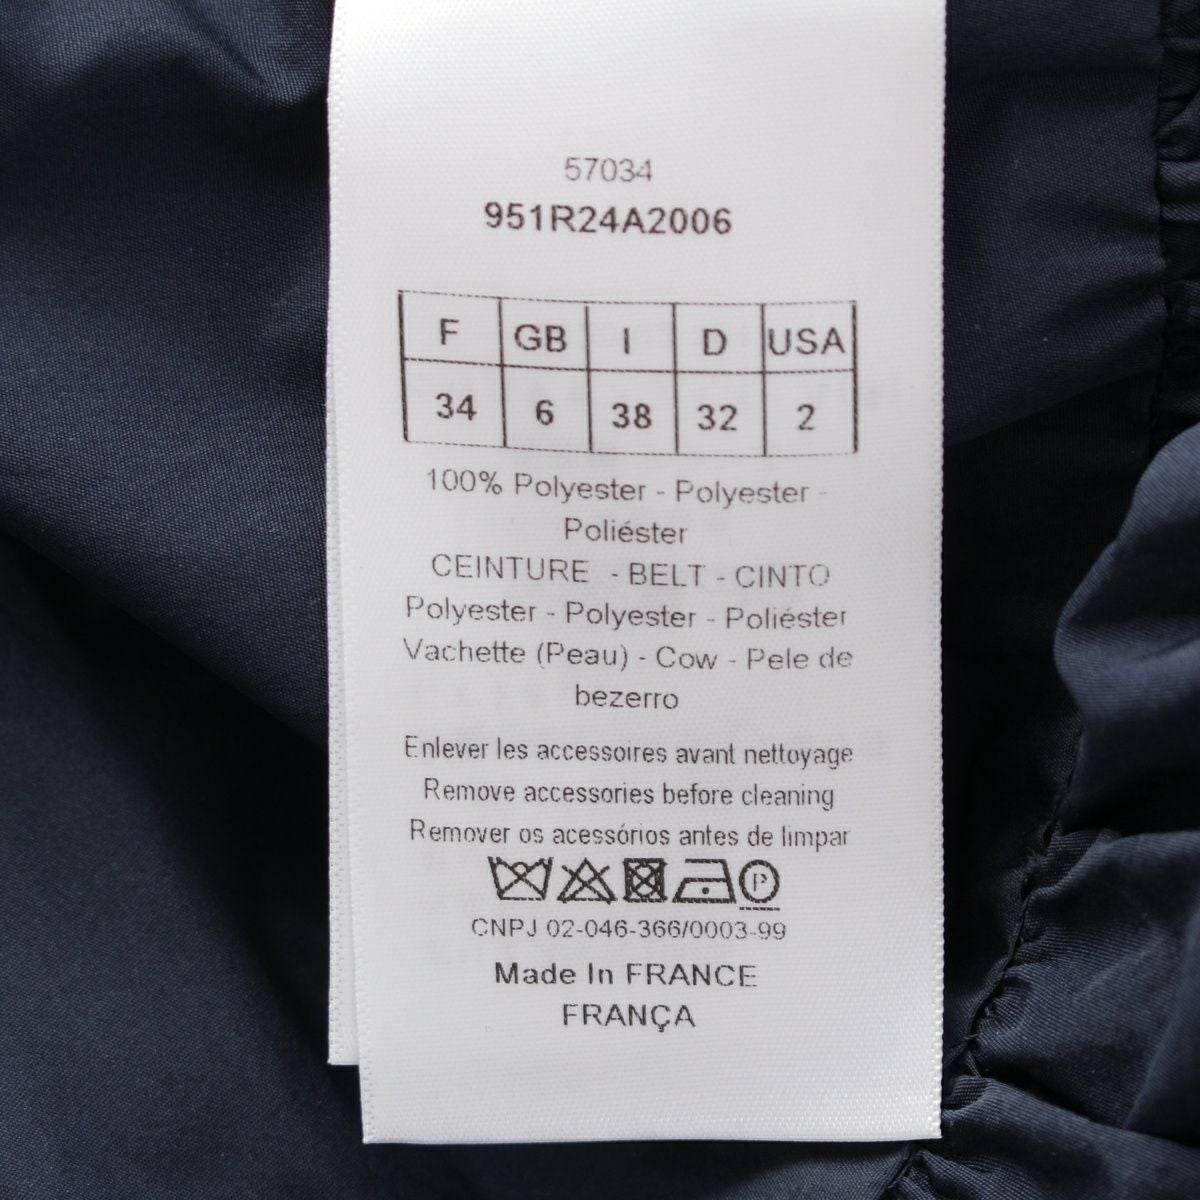 57034
951R24A2006
F GB I D USA
34 6 38 32 2
100% Polyester - Polyester -
Poliéster
CEINTURE - BELT - CINTO
Polyester - Polyester - Poliéster
Vachette (Peau) - Cow - Pele de
bezerro
Enlever les accessoires avant nettoyage
Remove accessories before cleaning
Remover os acessórios antes de limpar
P
CNPJ 02-046-366/0003-99
Made In FRANCE
FRANÇA